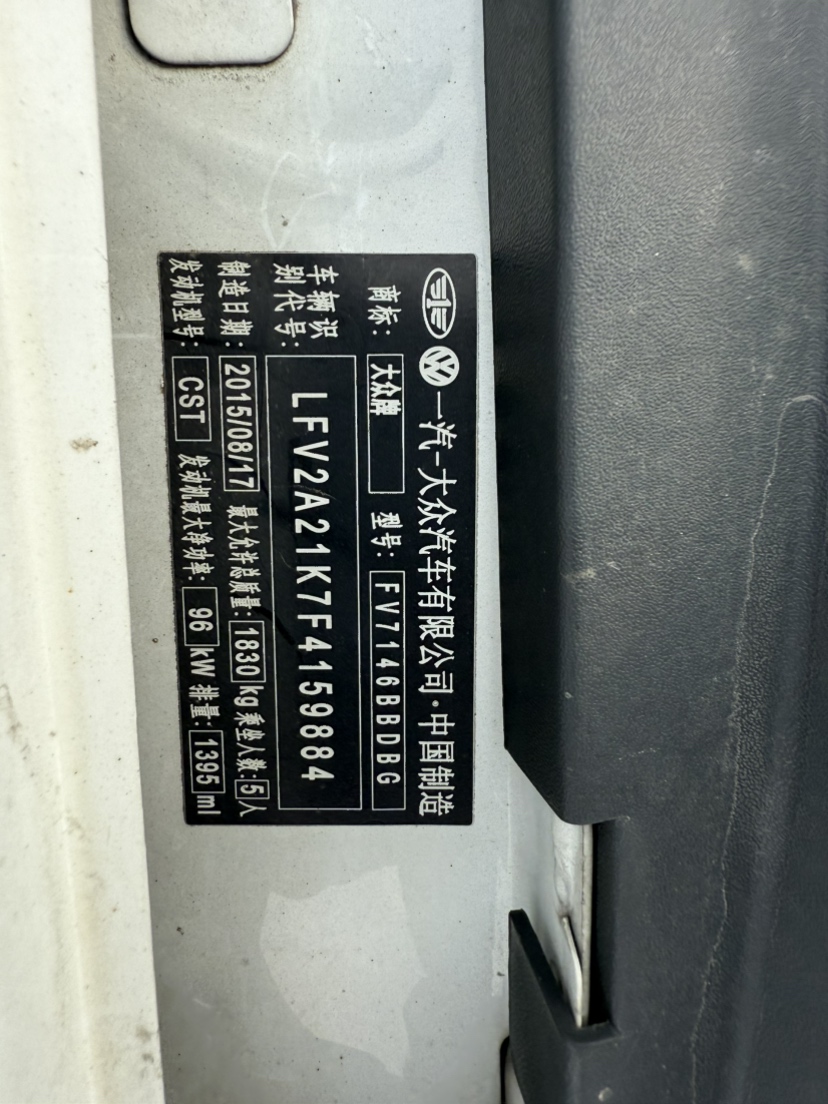 一汽-大众汽车有限公司·中国制造
商标: 大众牌 型号: FV7146BBDBG
车辆识别代号: LFV2A21K7F4159884
制造日期: 2015/08/17 最大允许总质量: 1830 kg 乘坐人数: 5 人
发动机型号: CST 发动机最大净功率: 96 kW 排量: 1395 ml